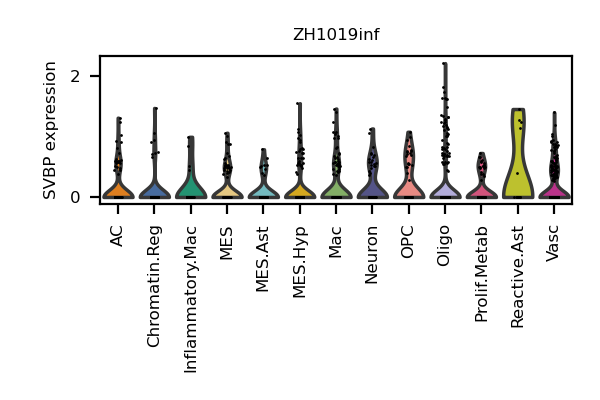 ZH1019inf
SVBP expression
2
0
AC
Chromatin.Reg
Inflammatory.Mac
MES
MES.Ast
MES.Hyp
Mac
Neuron
OPC
Oligo
Prolif.Metab
Reactive.Ast
Vasc